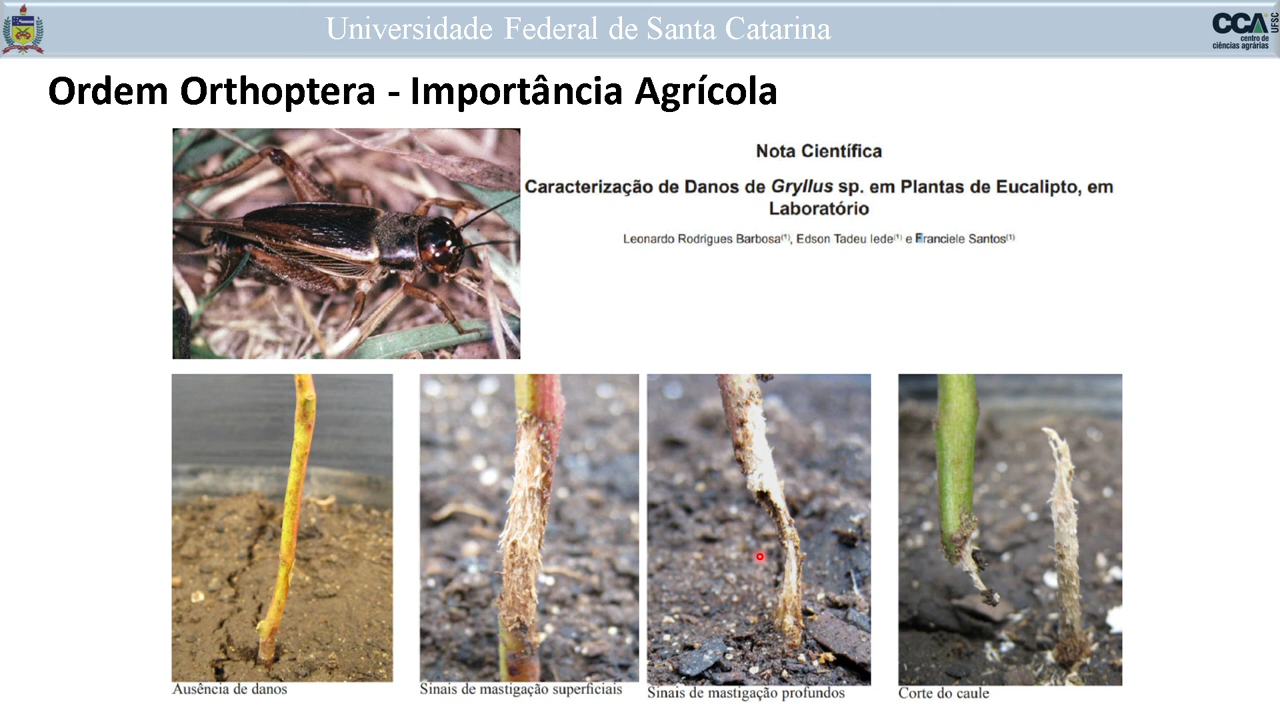 Universidade Federal de Santa Catarina
CCA
UFSC
centro de
ciências agrárias
Ordem Orthoptera - Importância Agrícola
Nota Científica
Caracterização de Danos de Gryllus sp. em Plantas de Eucalipto, em
Laboratório
Leonardo Rodrigues Barbosa(1), Edson Tadeu Iede(1) e Franciele Santos(1)
Ausência de danos
Sinais de mastigação superficiais
Sinais de mastigação profundos
Corte do caule